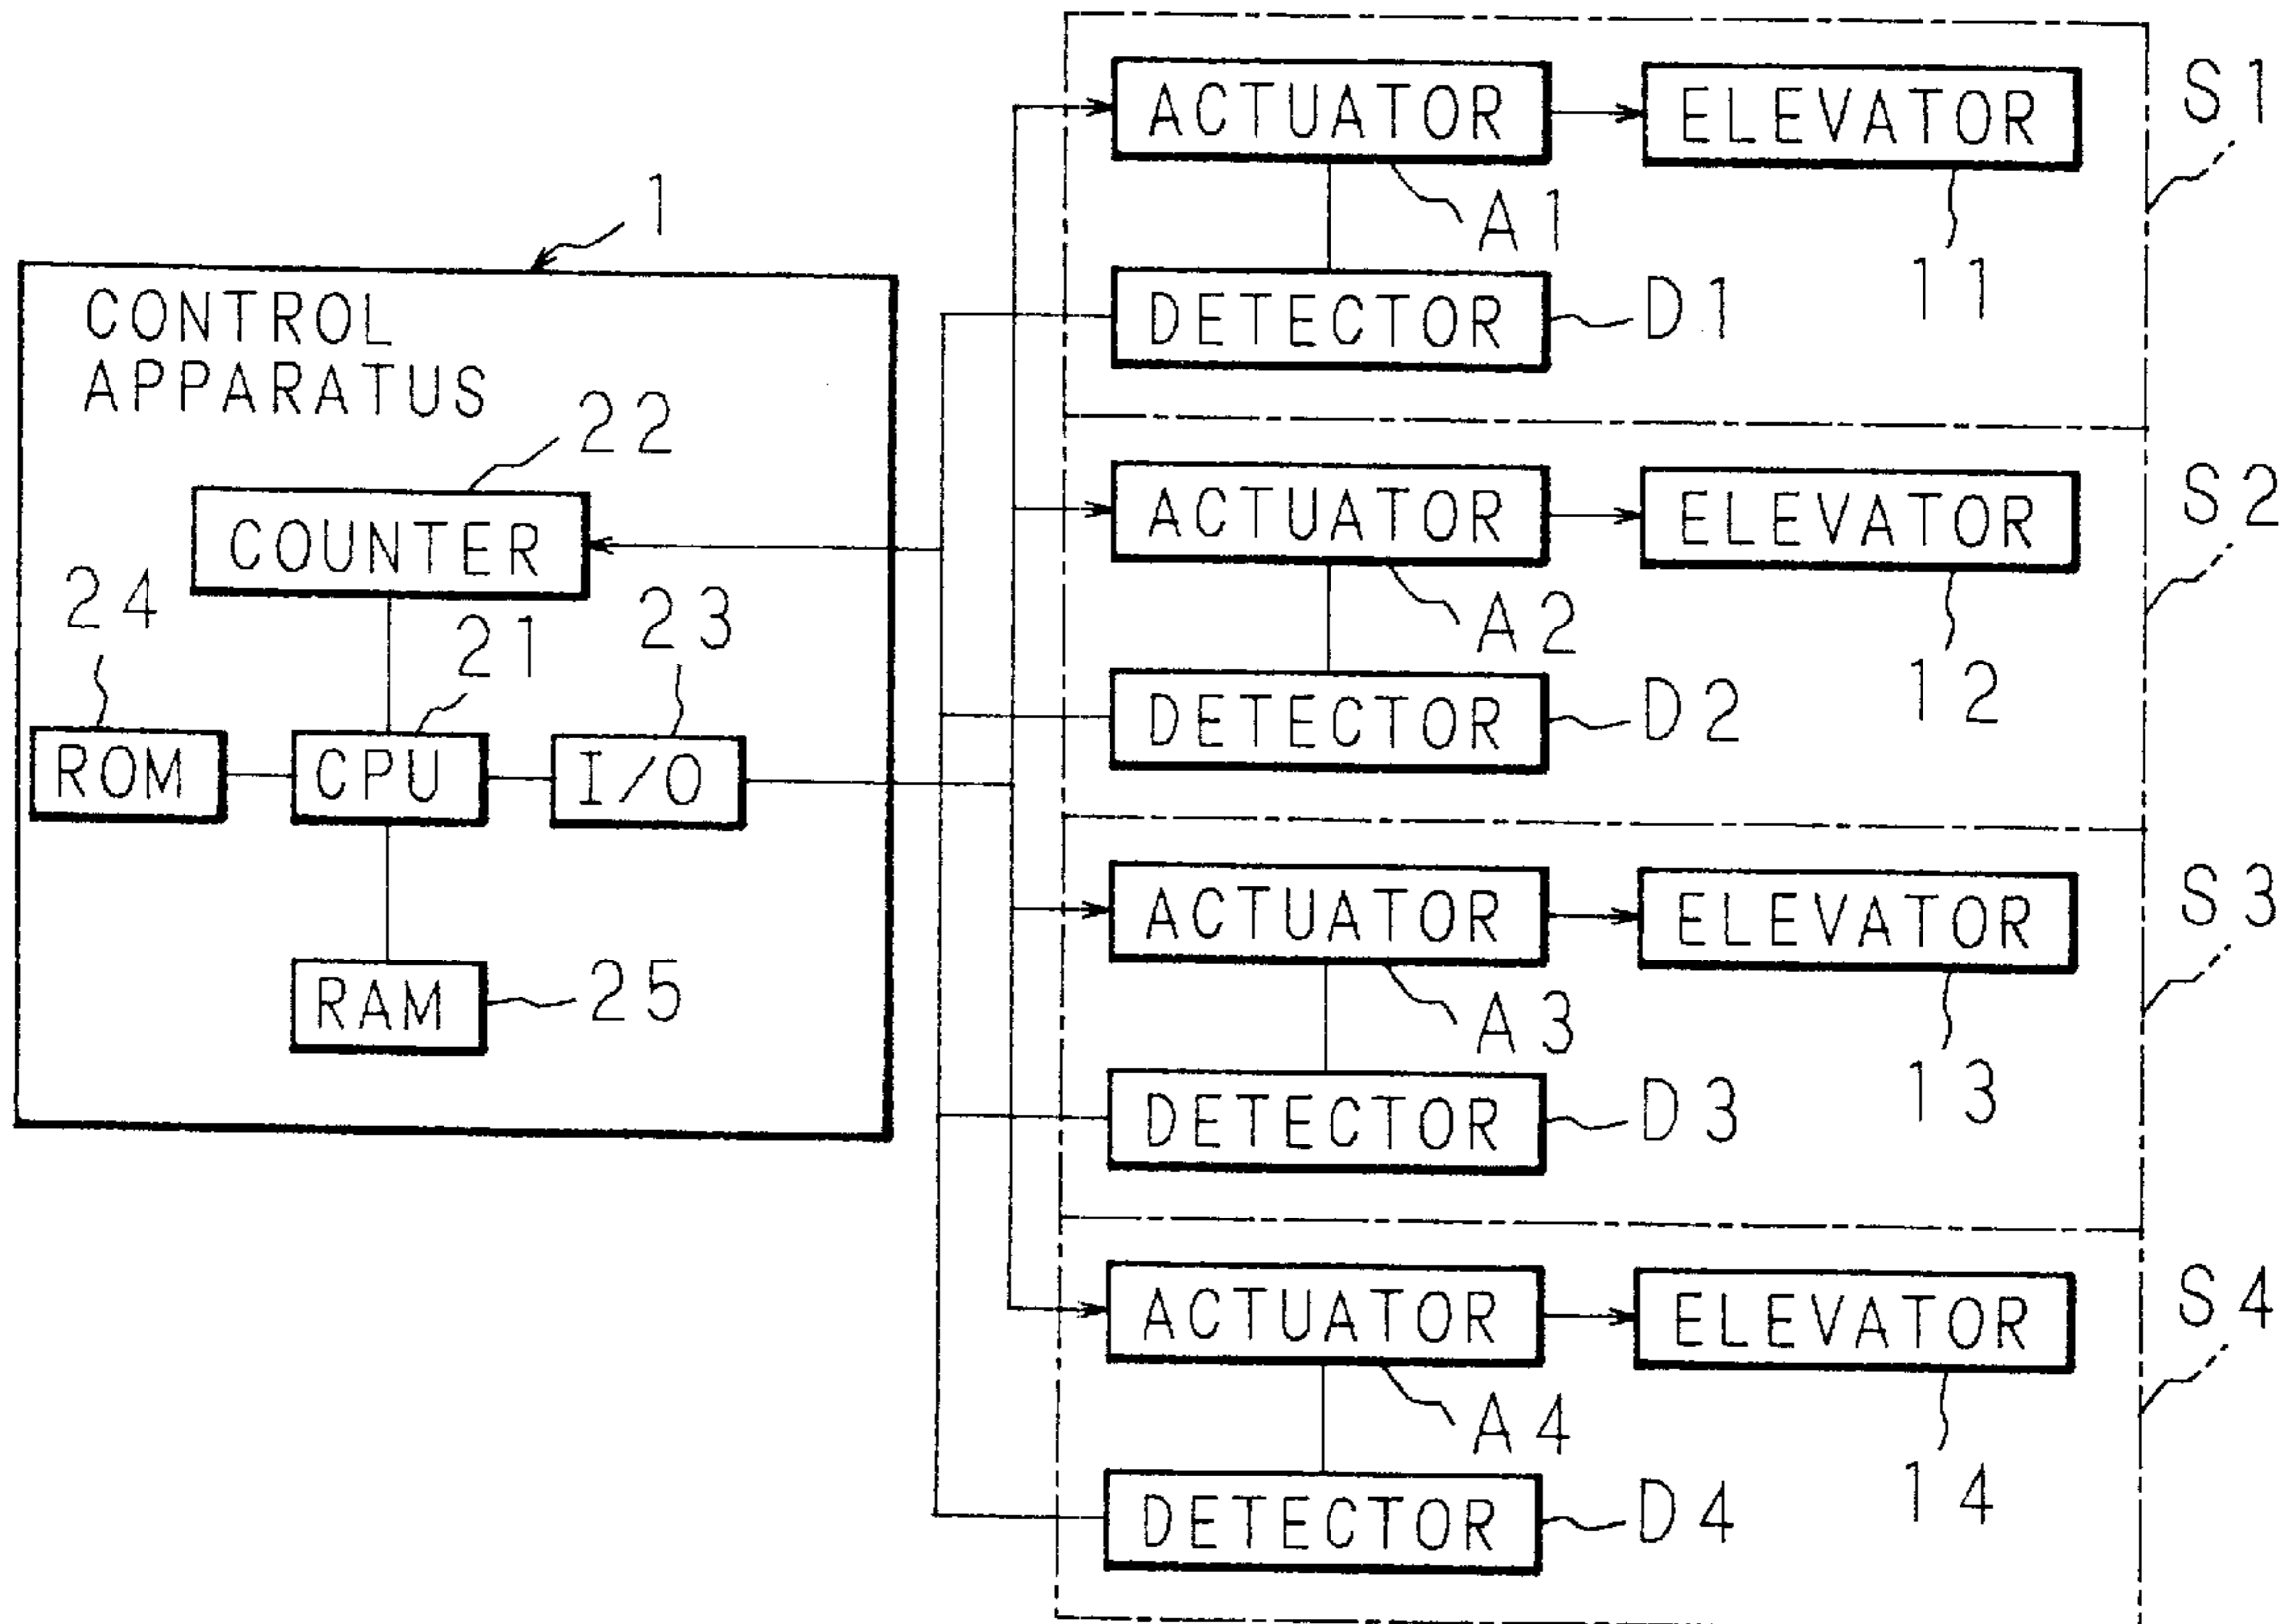 1
CONTROL
APPARATUS
22
COUNTER
24
21
23
ROM
CPU
I/O
RAM
25
ACTUATOR
ELEVATOR
S1
A1
11
DETECTOR
D1
ACTUATOR
ELEVATOR
S2
A2
12
DETECTOR
D2
ACTUATOR
ELEVATOR
S3
A3
13
DETECTOR
D3
ACTUATOR
ELEVATOR
S4
A4
14
DETECTOR
D4